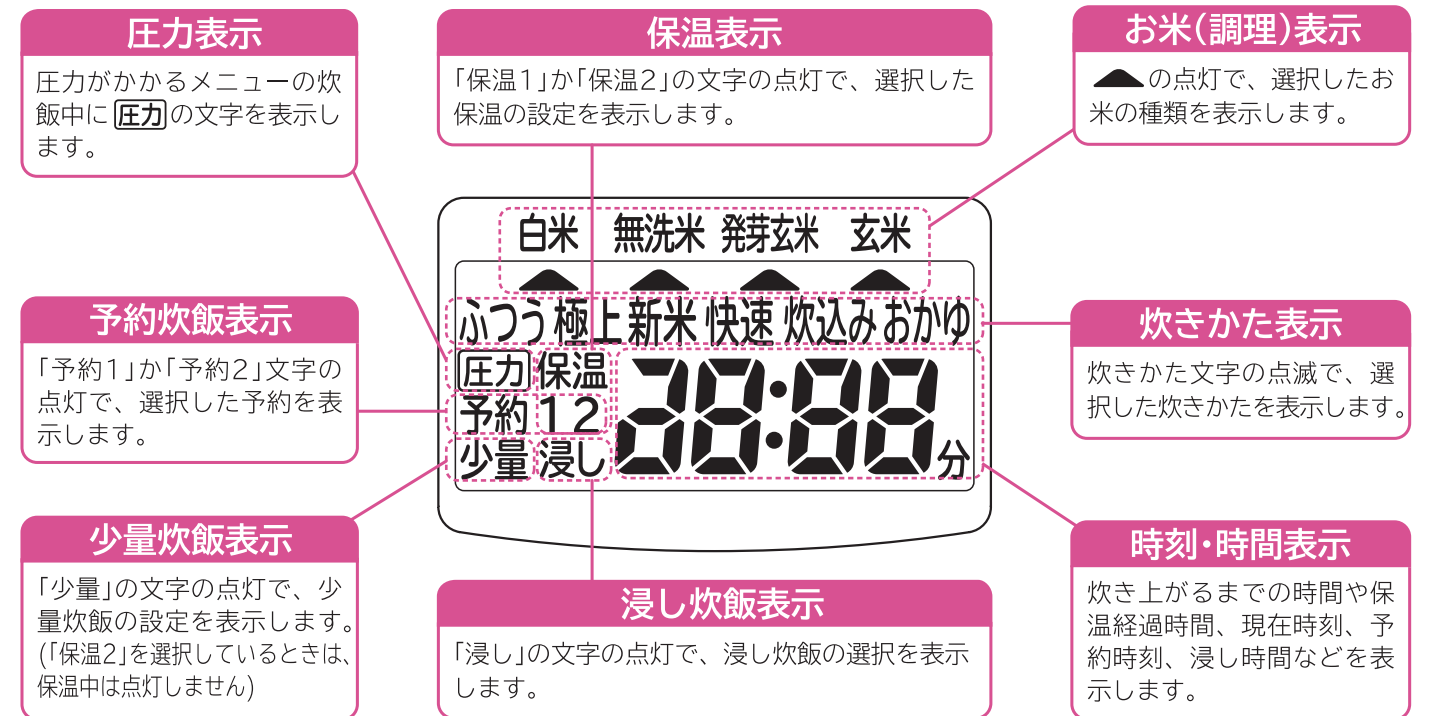 圧力表示
圧力がかかるメニューの炊
飯中に圧力の文字を表示し
ます。
保温表示
「保温1」か「保温2」の文字の点灯で、選択した
保温の設定を表示します。
お米(調理)表示
の点灯で、選択したお
米の種類を表示します。
白米 無洗米 発芽玄米 玄米
ふつう 極上 新米 快速 炊込み おかゆ
圧力 保温
予約 1 2
少量 浸し
38:88
分
予約炊飯表示
「予約1」か「予約2」文字の
点灯で、選択した予約を表
示します。
炊きかた表示
炊きかた文字の点滅で、選
択した炊きかたを表示します。
少量炊飯表示
「少量」の文字の点灯で、少
量炊飯の設定を表示します。
(「保温2」を選択しているときは、
保温中は点灯しません)
浸し炊飯表示
「浸し」の文字の点灯で、浸し炊飯の選択を表示
します。
時刻・時間表示
炊き上がるまでの時間や保
温経過時間、現在時刻、予
約時刻、浸し時間などを表
示します。